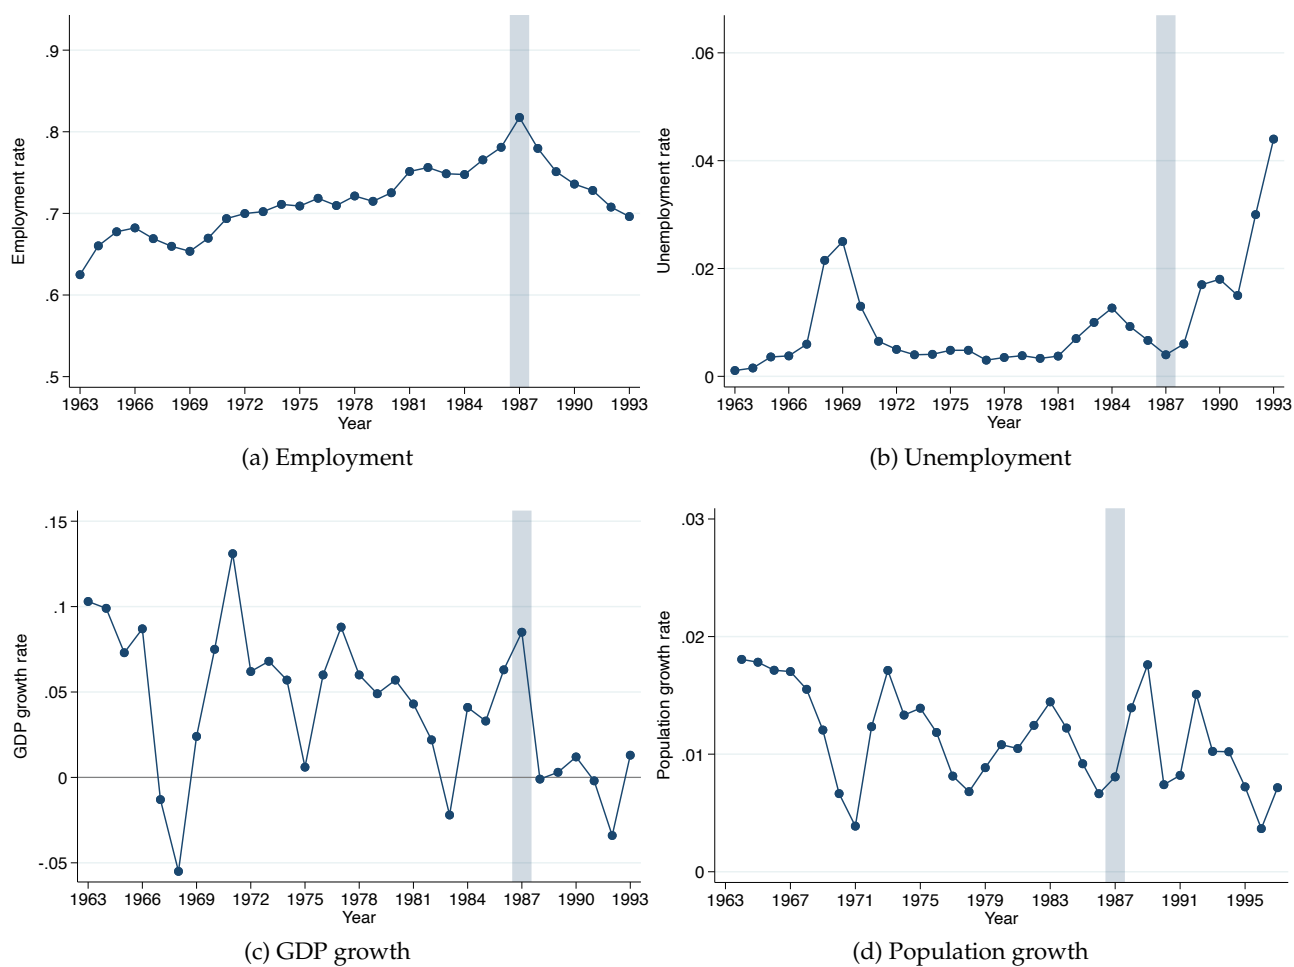 .9
.8
.7
.6
.5
Employment rate
1963 1966 1969 1972 1975 1978 1981 1984 1987 1990 1993
Year
(a) Employment
.06
.04
.02
0
Unemployment rate
1963 1966 1969 1972 1975 1978 1981 1984 1987 1990 1993
Year
(b) Unemployment
.15
.1
.05
0
-.05
GDP growth rate
1963 1966 1969 1972 1975 1978 1981 1984 1987 1990 1993
Year
(c) GDP growth
.03
.02
.01
0
Population growth rate
1963 1967 1971 1975 1979 1983 1987 1991 1995
Year
(d) Population growth